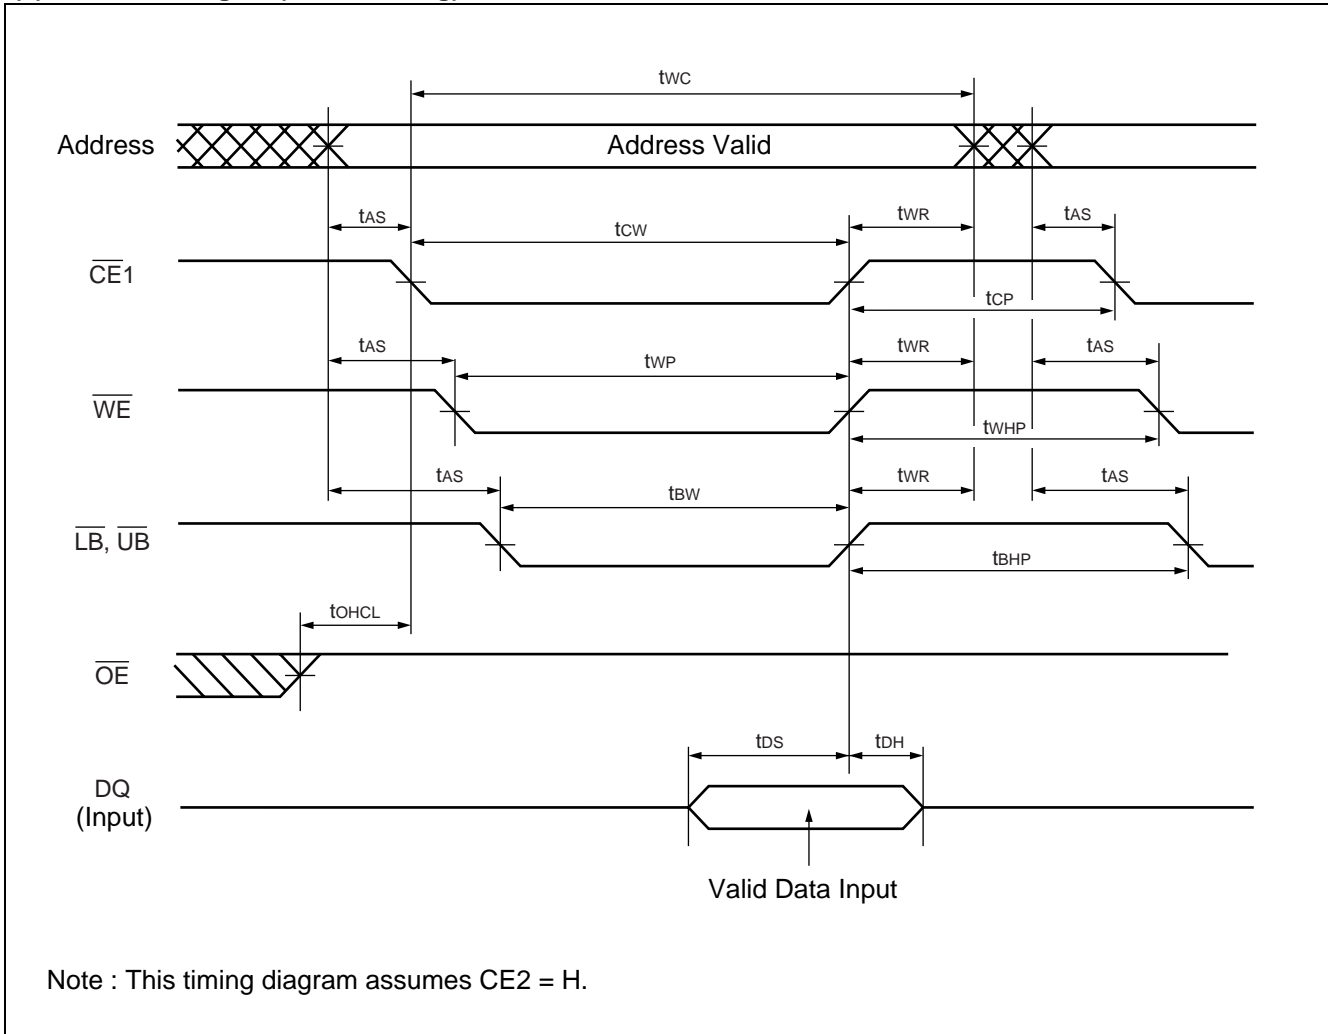 tWC
Address
Address Valid
tAS
tCW
tWR
tAS
CE1
tCP
tAS
tWP
tWR
tAS
WE
tWHP
tAS
tBW
tWR
tAS
LB, UB
tBHP
tOHCL
OE
tDS
tDH
DQ
(Input)
Valid Data Input
Note : This timing diagram assumes CE2 = H.